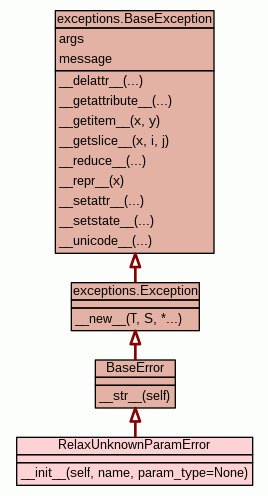 exceptions.BaseException
args
message
__delattr__(...)
__getattribute__(...)
__getitem__(x, y)
__getslice__(x, i, j)
__reduce__(...)
__repr__(x)
__setattr__(...)
__setstate__(...)
__unicode__(...)
exceptions.Exception
__new__(T, S, *...)
BaseError
__str__(self)
RelaxUnknownParamError
__init__(self, name, param_type=None)